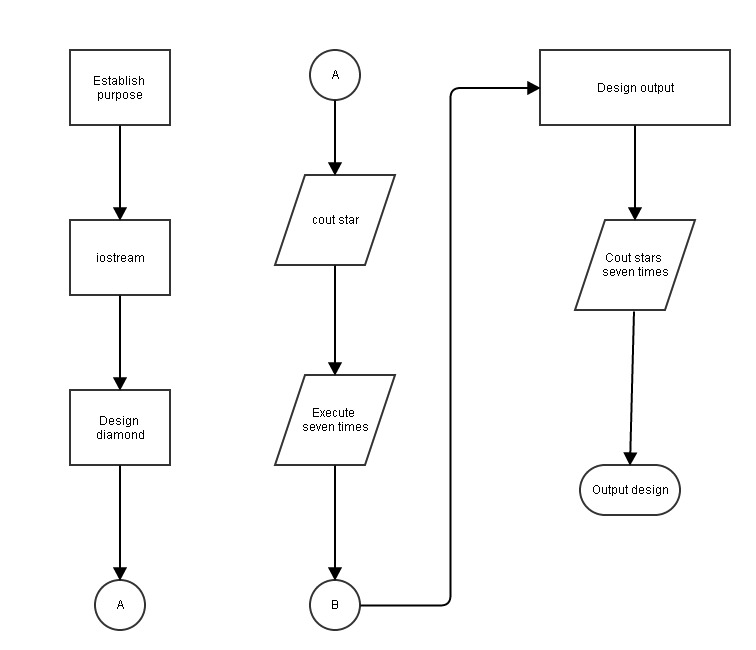 Establish
purpose
iostream
Design
diamond
A
A
cout star
Execute
seven times
B
Design output
Cout stars
seven times
Output design